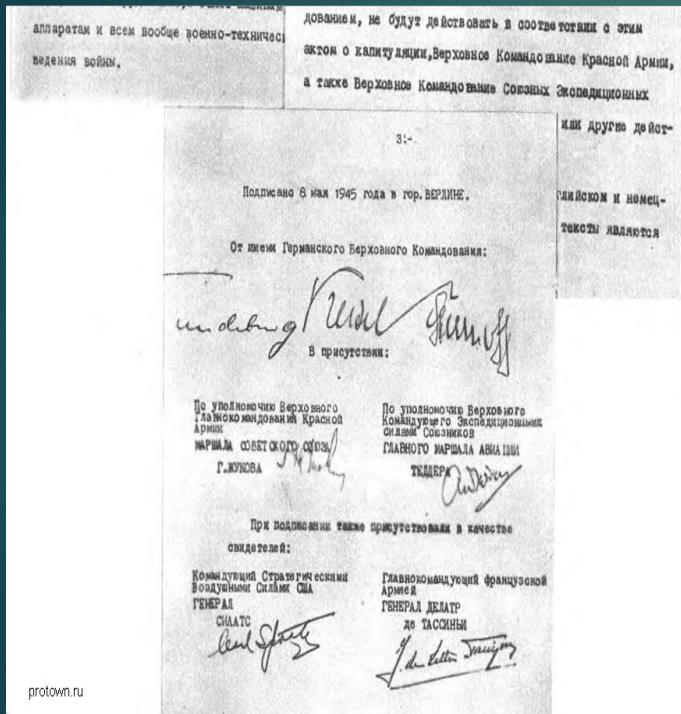 аппаратам и всем вообще военно-техничес
ведения войны.
дованием, не будут действовать в соответствии с этим
актом о капитуляции, Верховное Командование Красной Армии,
а также Верховное Командование Союзных Экспедиционных
или другие дейст-
глийском и немец-
тексты являются
3:-
Подписано 8 мая 1945 года в гор. БЕРЛИНЕ.
От имени Германского Верховного Командования:
В присутствии:
По уполномочию Верховного
Главнокомандования Красной
Армии
МАРШАЛА СОВЕТСКОГО СОЮЗА
Г.ЖУКОВА
По уполномочию Верховного
Командующего Экспедиционными
силами Союзников
ГЛАВНОГО МАРШАЛА АВИАЦИИ
ТЕДДЕРА
При подписании также присутствовали в качестве
свидетелей:
Командующий Стратегическими
Воздушными Силами США
ГЕНЕРАЛ
СПААТС
Главнокомандующий французской
Армией
ГЕНЕРАЛ ДЕЛАТР
де ТАССИНЬИ
protown.ru